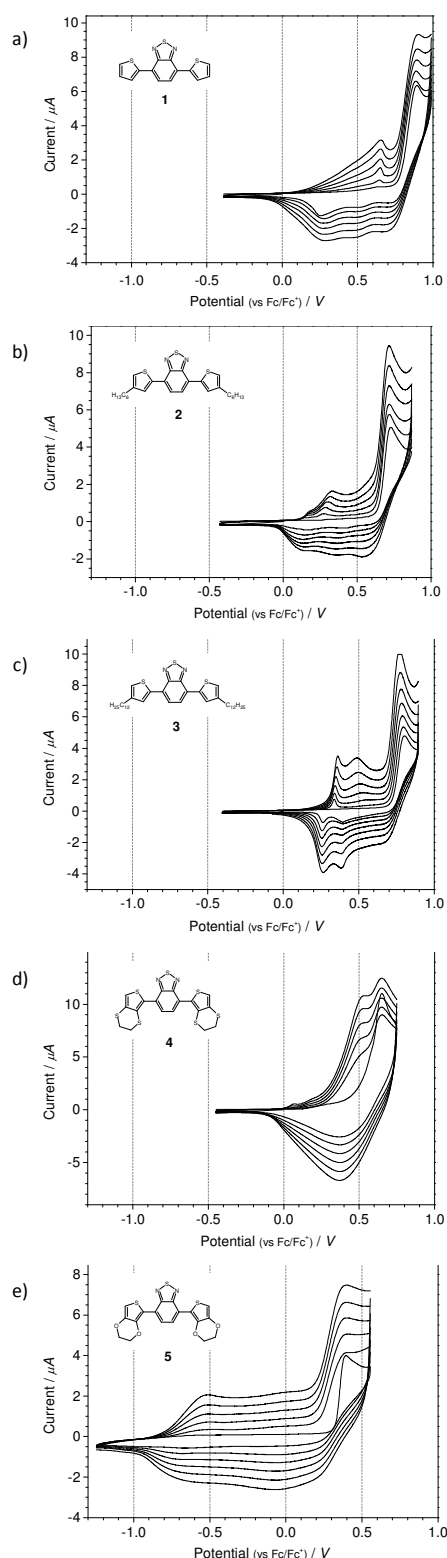 a)
10
8
6
4
2
0
-2
-4
Current / µA
S
N
N
S
S
1
-1.0
-0.5
0.0
0.5
1.0
Potential (vs Fc/Fc+) / V
b)
10
8
6
4
2
0
-2
Current / µA
S
N
N
S
S
H13C6
C6H13
2
-1.0
-0.5
0.0
0.5
1.0
Potential (vs Fc/Fc+) / V
c)
10
8
6
4
2
0
-2
-4
Current / µA
S
N
N
S
S
H25C12
C12H25
3
-1.0
-0.5
0.0
0.5
1.0
Potential (vs Fc/Fc+) / V
d)
10
5
0
-5
Current / µA
S
N
N
S
S
S
S
S
S
4
-1.0
-0.5
0.0
0.5
1.0
Potential (vs Fc/Fc+) / V
e)
10
8
6
4
2
0
-2
-4
Current / µA
S
N
N
S
S
O
O
O
O
5
-1.0
-0.5
0.0
0.5
1.0
Potential (vs Fc/Fc+) / V